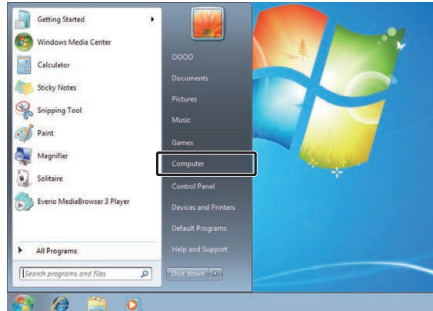 Getting Started
Windows Media Center
Calculator
Sticky Notes
Snipping Tool
Paint
Magnifier
Solitaire
Everio MediaBrowser 3 Player
All Programs
Search programs and files
OOOO
Documents
Pictures
Music
Games
Computer
Control Panel
Devices and Printers
Default Programs
Help and Support
Shut down